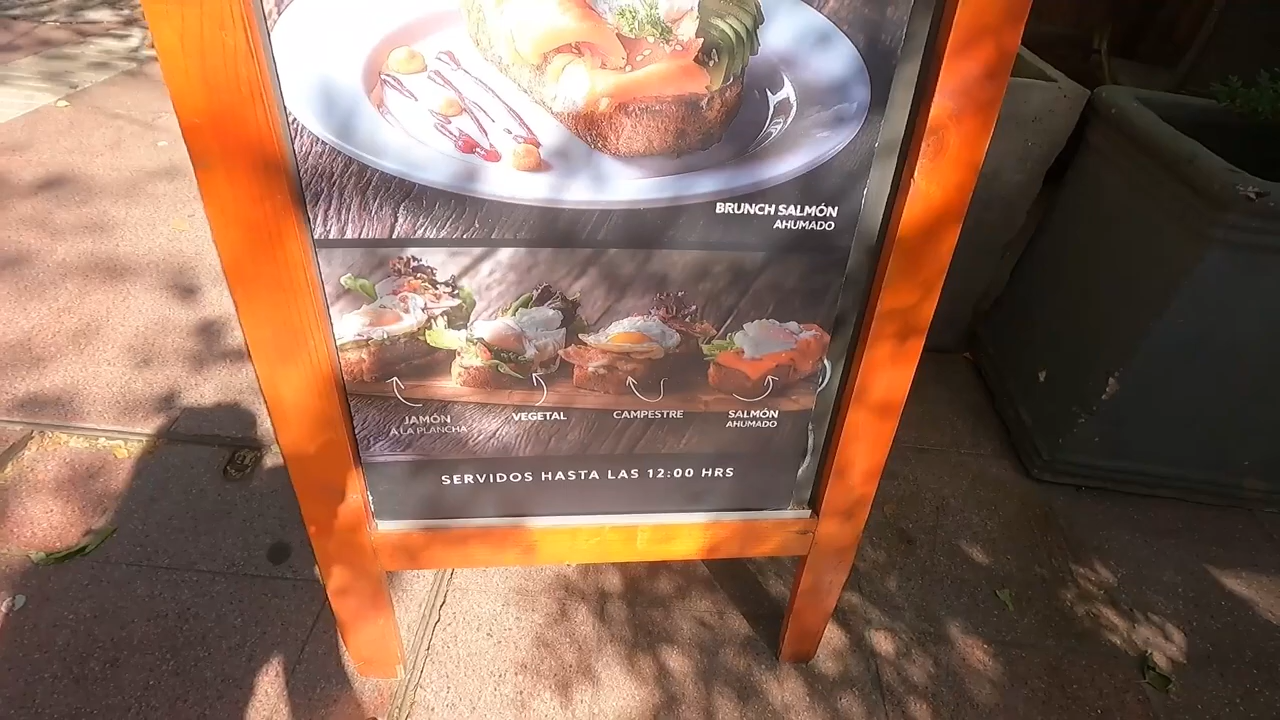 BRUNCH SALMÓN
AHUMADO
JAMÓN
A LA PLANCHA
VEGETAL
CAMPESTRE
SALMÓN
AHUMADO
SERVIDOS HASTA LAS 12:00 HRS